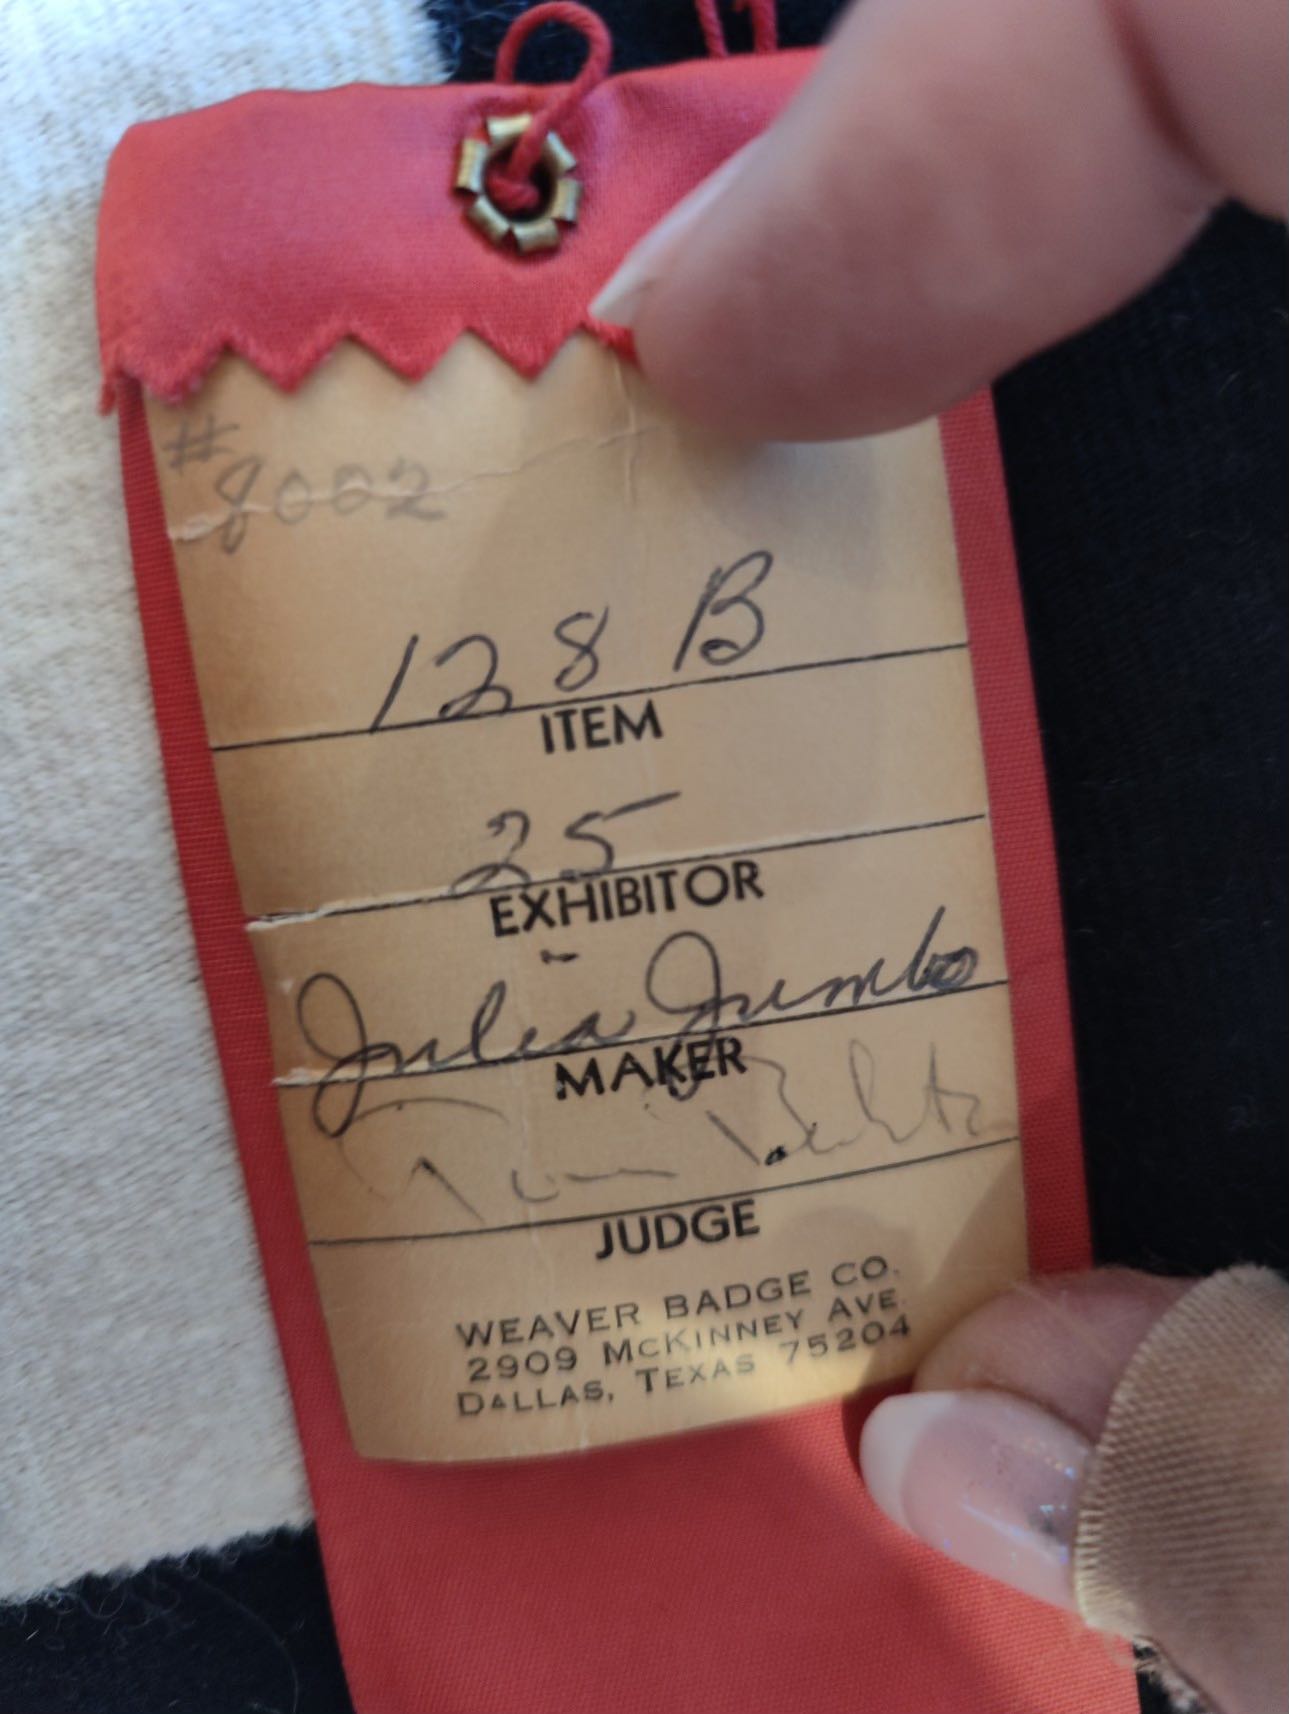 #
8002
128 B
ITEM
25
EXHIBITOR
Julia Jumbo
MAKER
JUDGE
WEAVER BADGE CO.
2909 MCKINNEY AVE.
DALLAS, TEXAS 75204